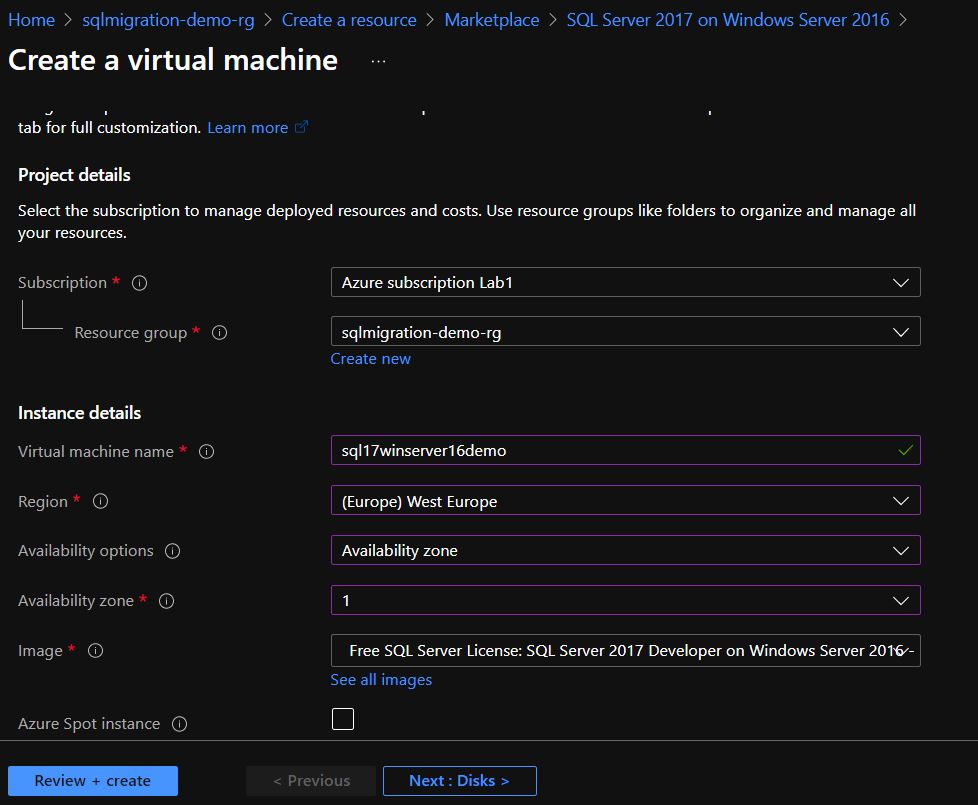 Home > sqlmigration-demo-rg > Create a resource > Marketplace > SQL Server 2017 on Windows Server 2016 >
Create a virtual machine ...
tab for full customization. Learn more
Project details
Select the subscription to manage deployed resources and costs. Use resource groups like folders to organize and manage all
your resources.
Subscription * Azure subscription Lab1
Resource group * sqlmigration-demo-rg
Create new
Instance details
Virtual machine name * sql17winserver16demo
Region * (Europe) West Europe
Availability options Availability zone
Availability zone * 1
Image * Free SQL Server License: SQL Server 2017 Developer on Windows Server 2016 -
See all images
Azure Spot instance
Review + create < Previous Next : Disks >